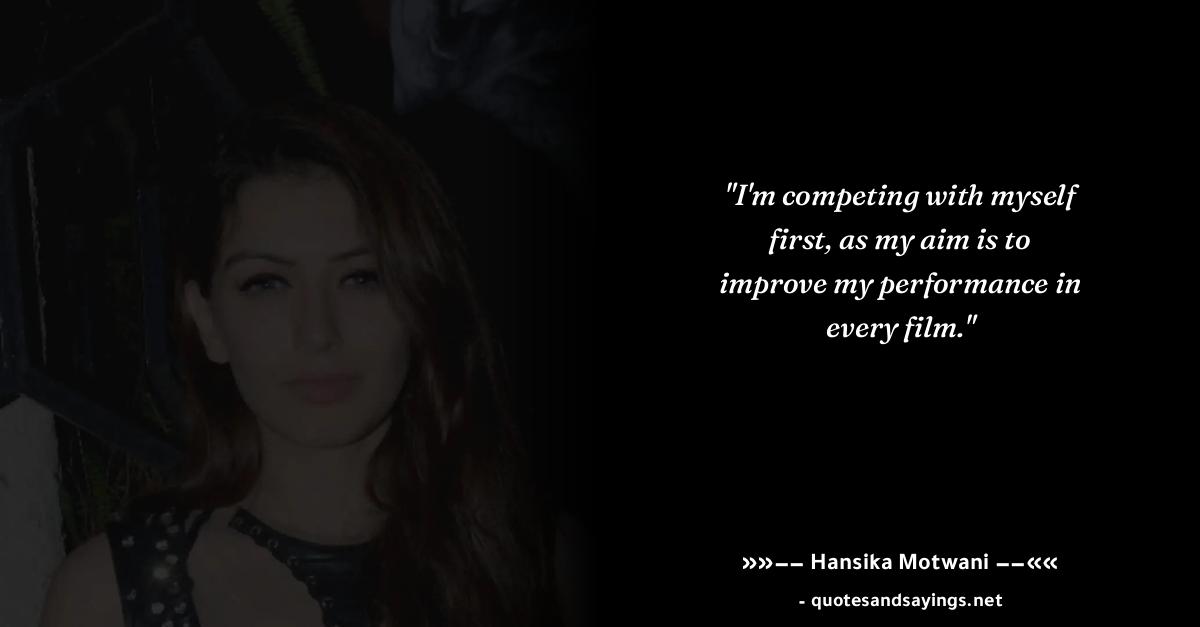 "I'm competing with myself
first, as my aim is to
improve my performance in
every film."
»»−− Hansika Motwani −−««
- quotesandsayings.net